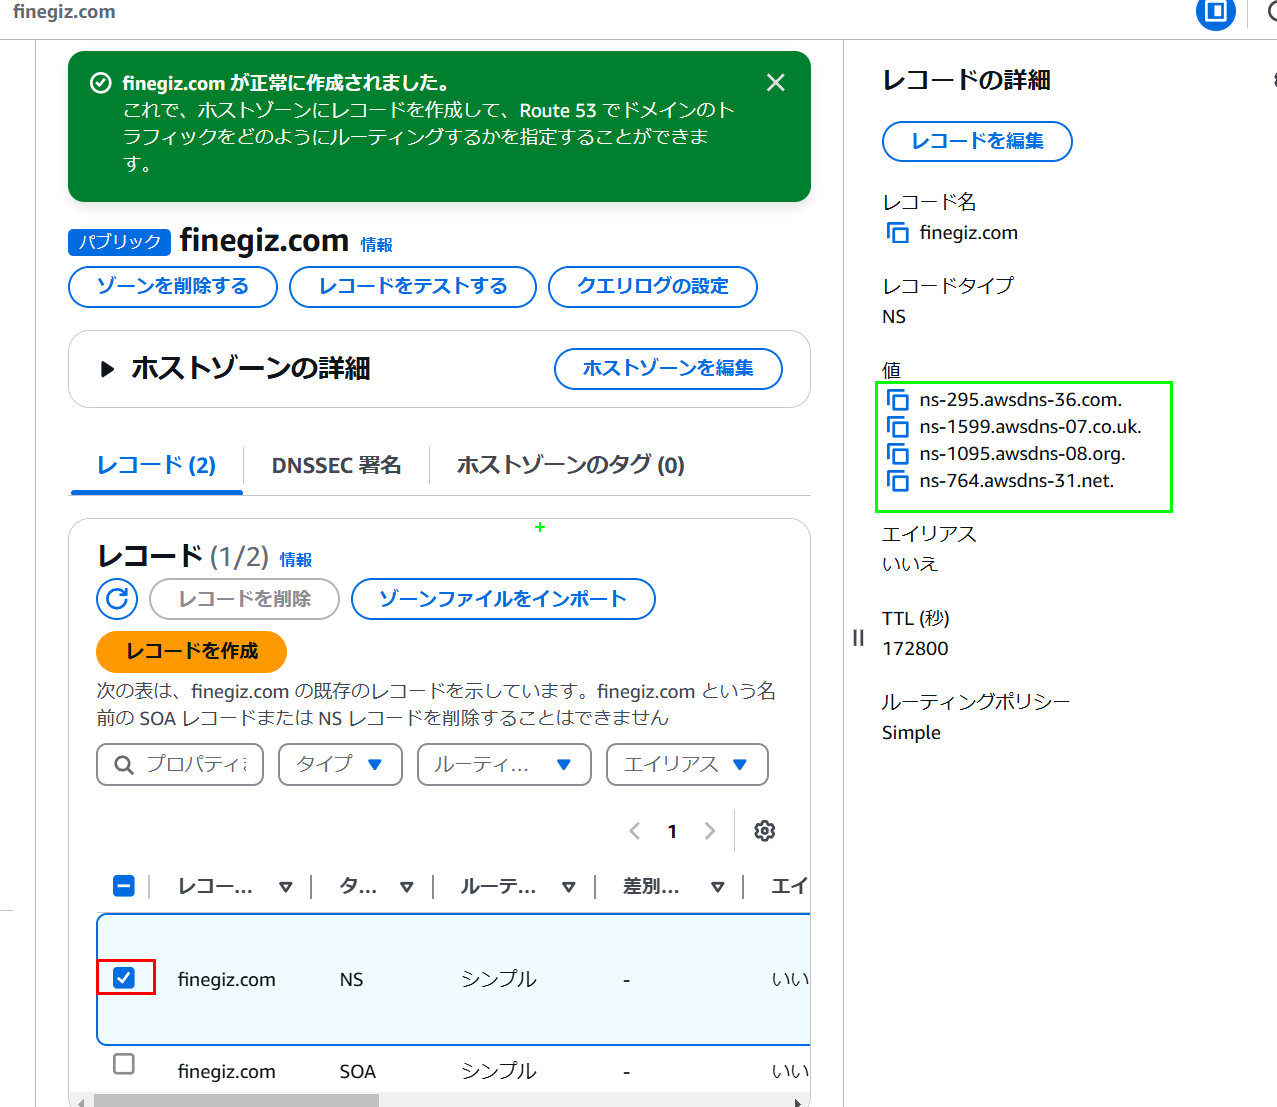 finegiz.com
finegiz.com が正常に作成されました。
これで、ホストゾーンにレコードを作成して、Route 53 でドメインのト
ラフィックをどのようにルーティングするかを指定することができま
す。
パブリック finegiz.com 情報
ゾーンを削除する レコードをテストする クエリログの設定
ホストゾーンの詳細 ホストゾーンを編集
レコード (2) DNSSEC 署名 ホストゾーンのタグ (0)
レコード (1/2) 情報
レコードを削除 ゾーンファイルをインポート
レコードを作成
次の表は、finegiz.com の既存のレコードを示しています。finegiz.com という名
前の SOA レコードまたは NS レコードを削除することはできません
プロパティ タイプ ルーティ... エイリアス
1
レコー... タ... ルーテ... 差別... エイ
finegiz.com NS シンプル - いい
finegiz.com SOA シンプル - いい
レコードの詳細
レコードを編集
レコード名
finegiz.com
レコードタイプ
NS
値
ns-295.awsdns-36.com.
ns-1599.awsdns-07.co.uk.
ns-1095.awsdns-08.org.
ns-764.awsdns-31.net.
エイリアス
いいえ
TTL (秒)
172800
ルーティングポリシー
Simple